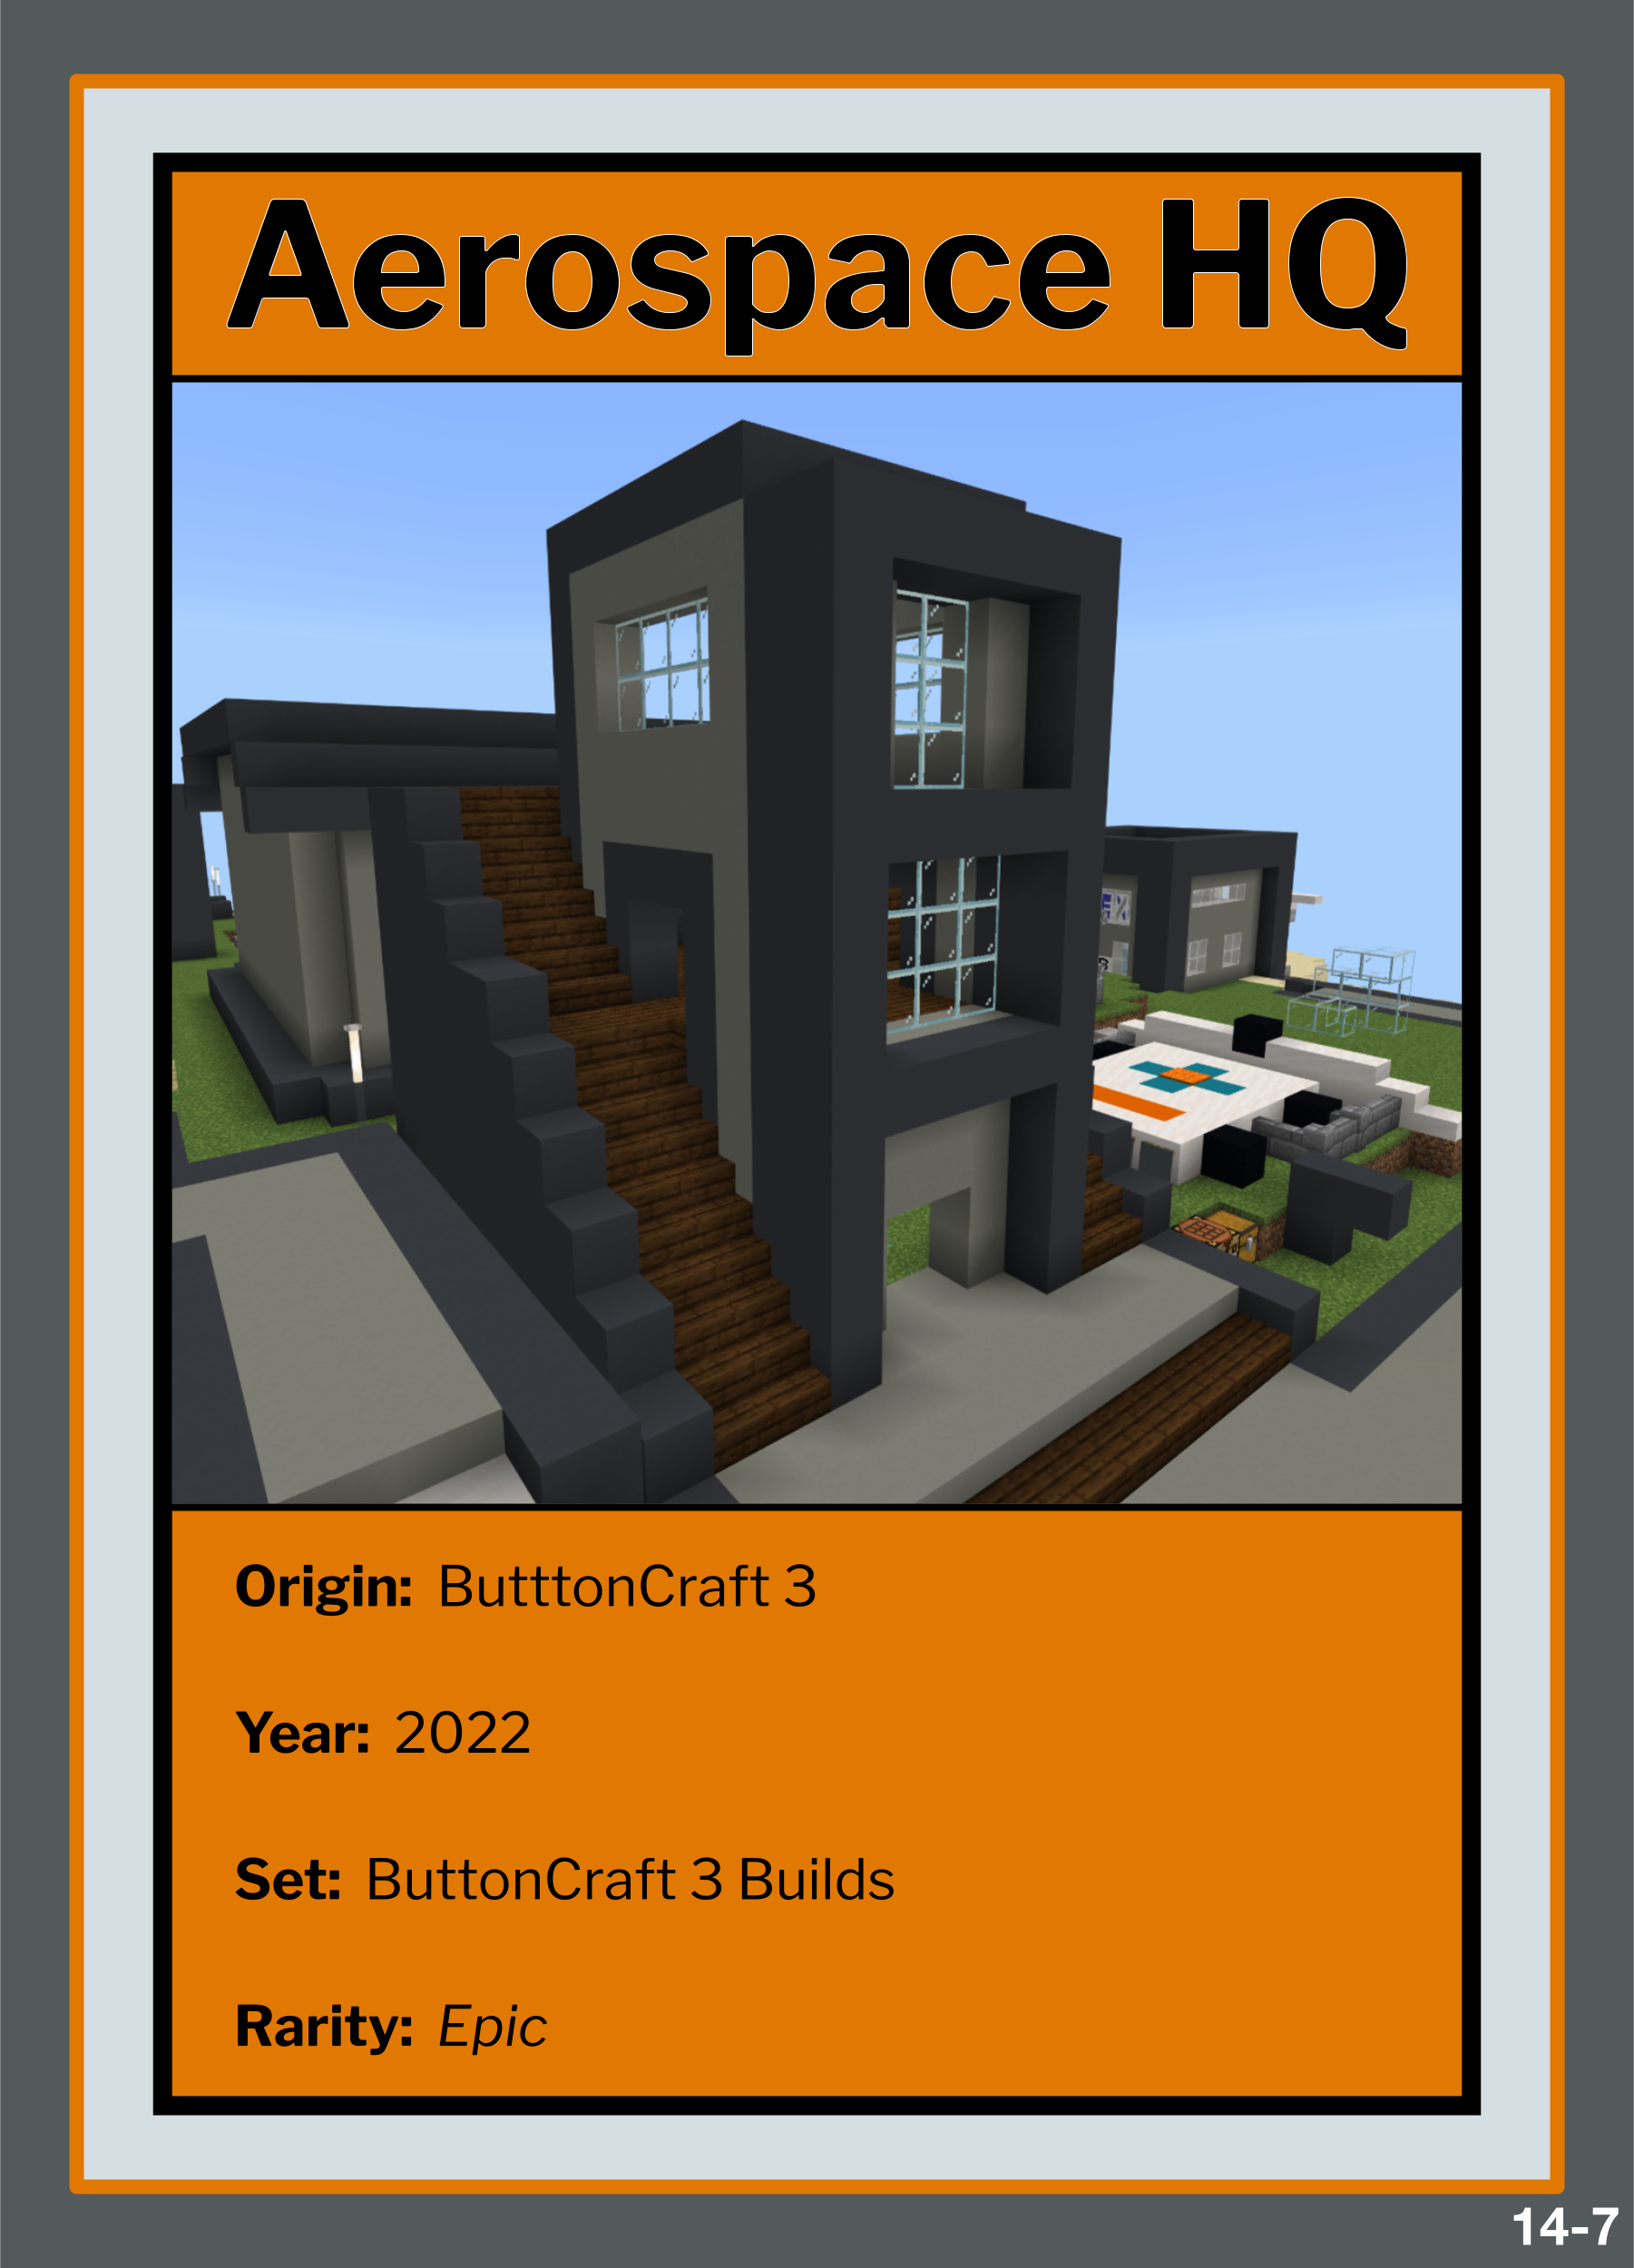 Aerospace HQ
Origin: ButttonCraft 3
Year: 2022
Set: ButtonCraft 3 Builds
Rarity: Epic
14-7